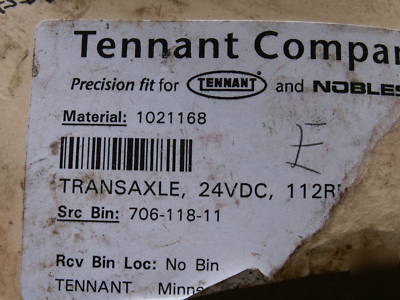 Tennant Compa
Precision fit for TENNANT and NOBLES
Material: 1021168
E
TRANSAXLE, 24VDC, 112R
Src Bin: 706-118-11
Rcv Bin Loc: No Bin
TENNANT Minne